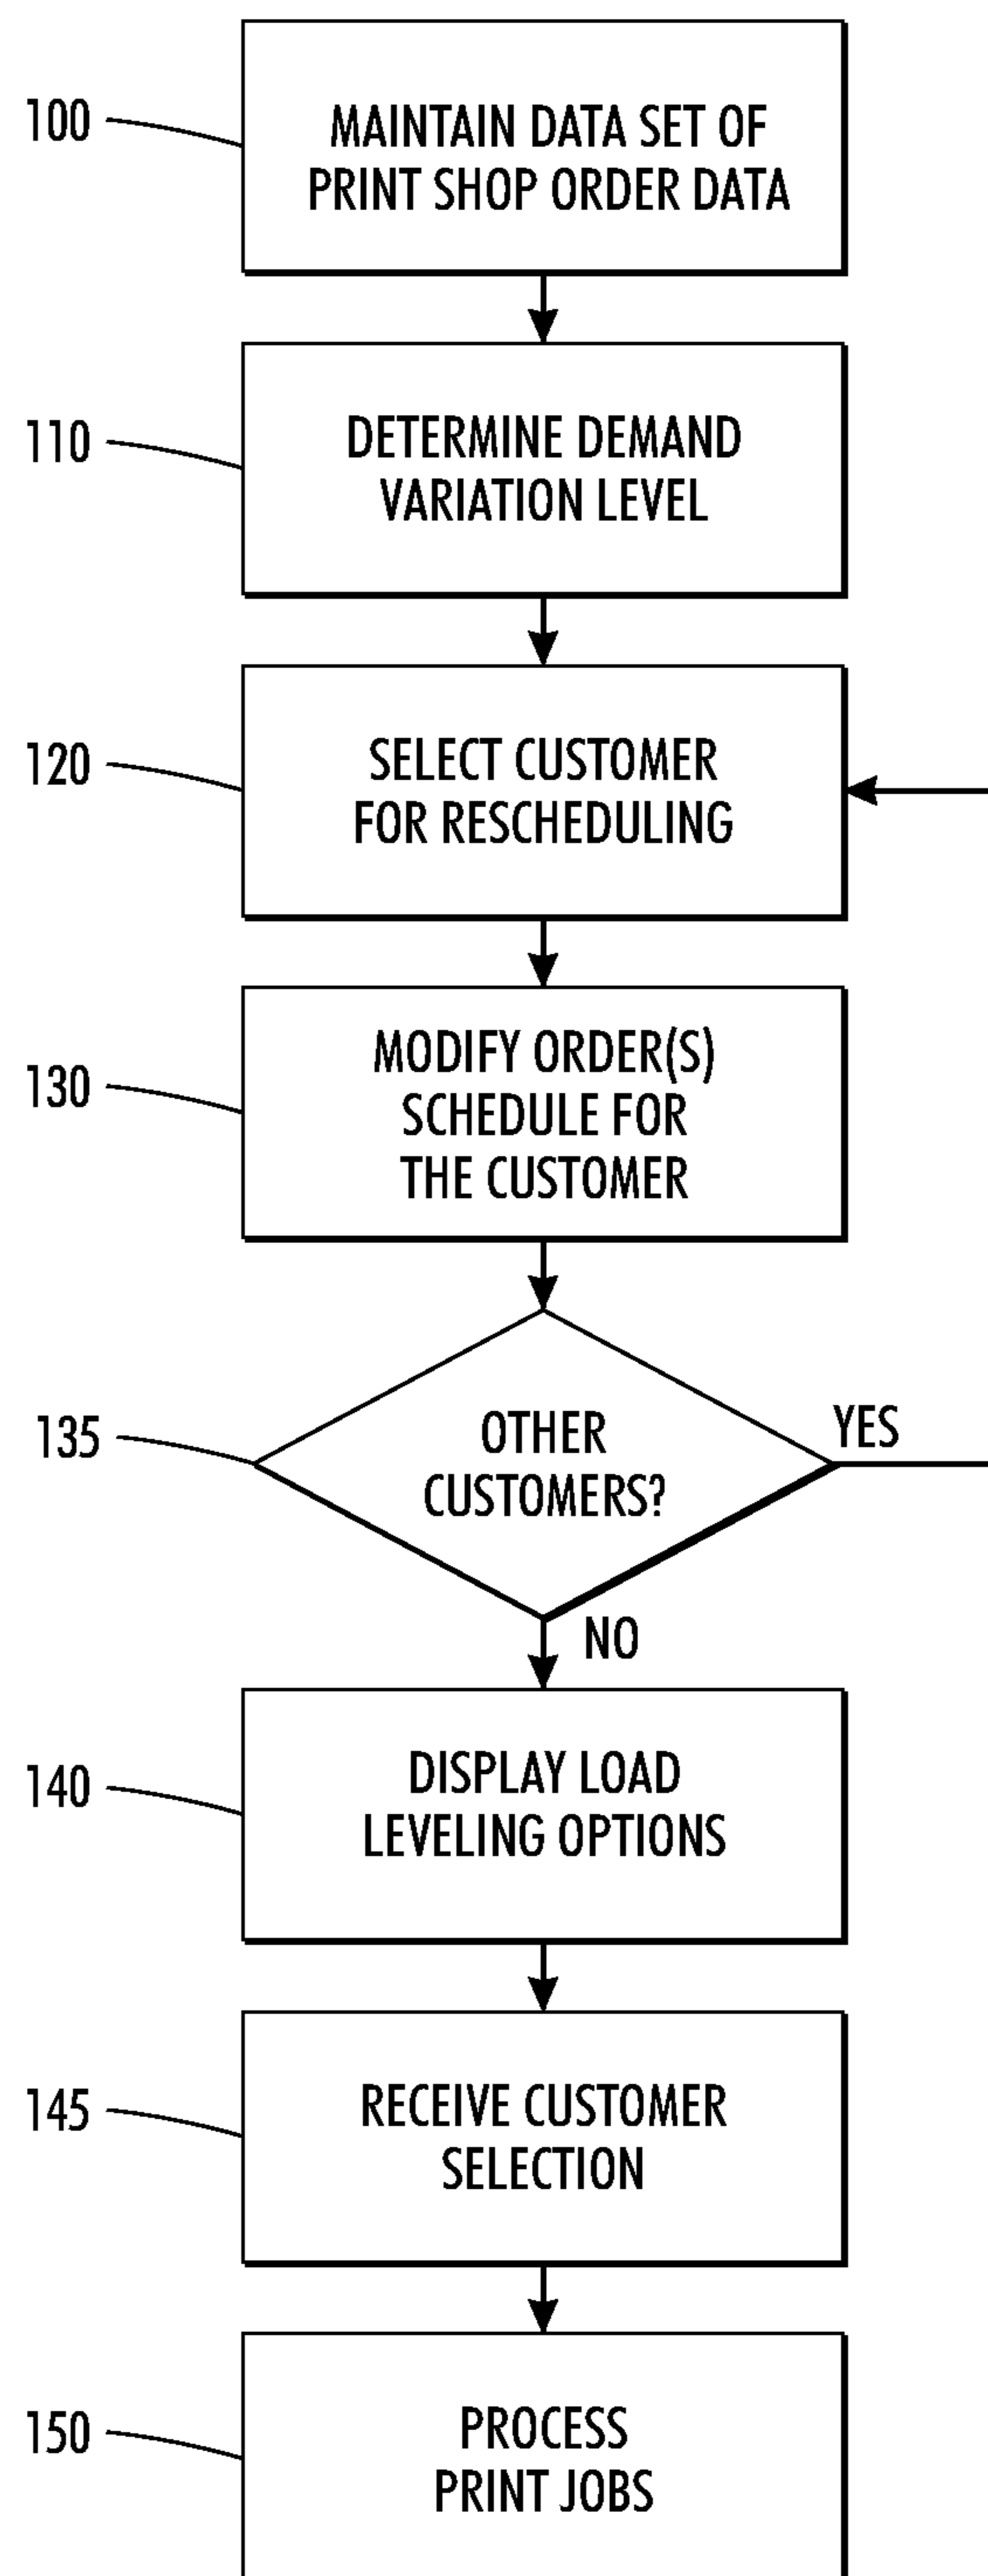 100
MAINTAIN DATA SET OF
PRINT SHOP ORDER DATA
110
DETERMINE DEMAND
VARIATION LEVEL
120
SELECT CUSTOMER
FOR RESCHEDULING
130
MODIFY ORDER(S)
SCHEDULE FOR
THE CUSTOMER
135
OTHER
CUSTOMERS?
YES
NO
140
DISPLAY LOAD
LEVELING OPTIONS
145
RECEIVE CUSTOMER
SELECTION
150
PROCESS
PRINT JOBS